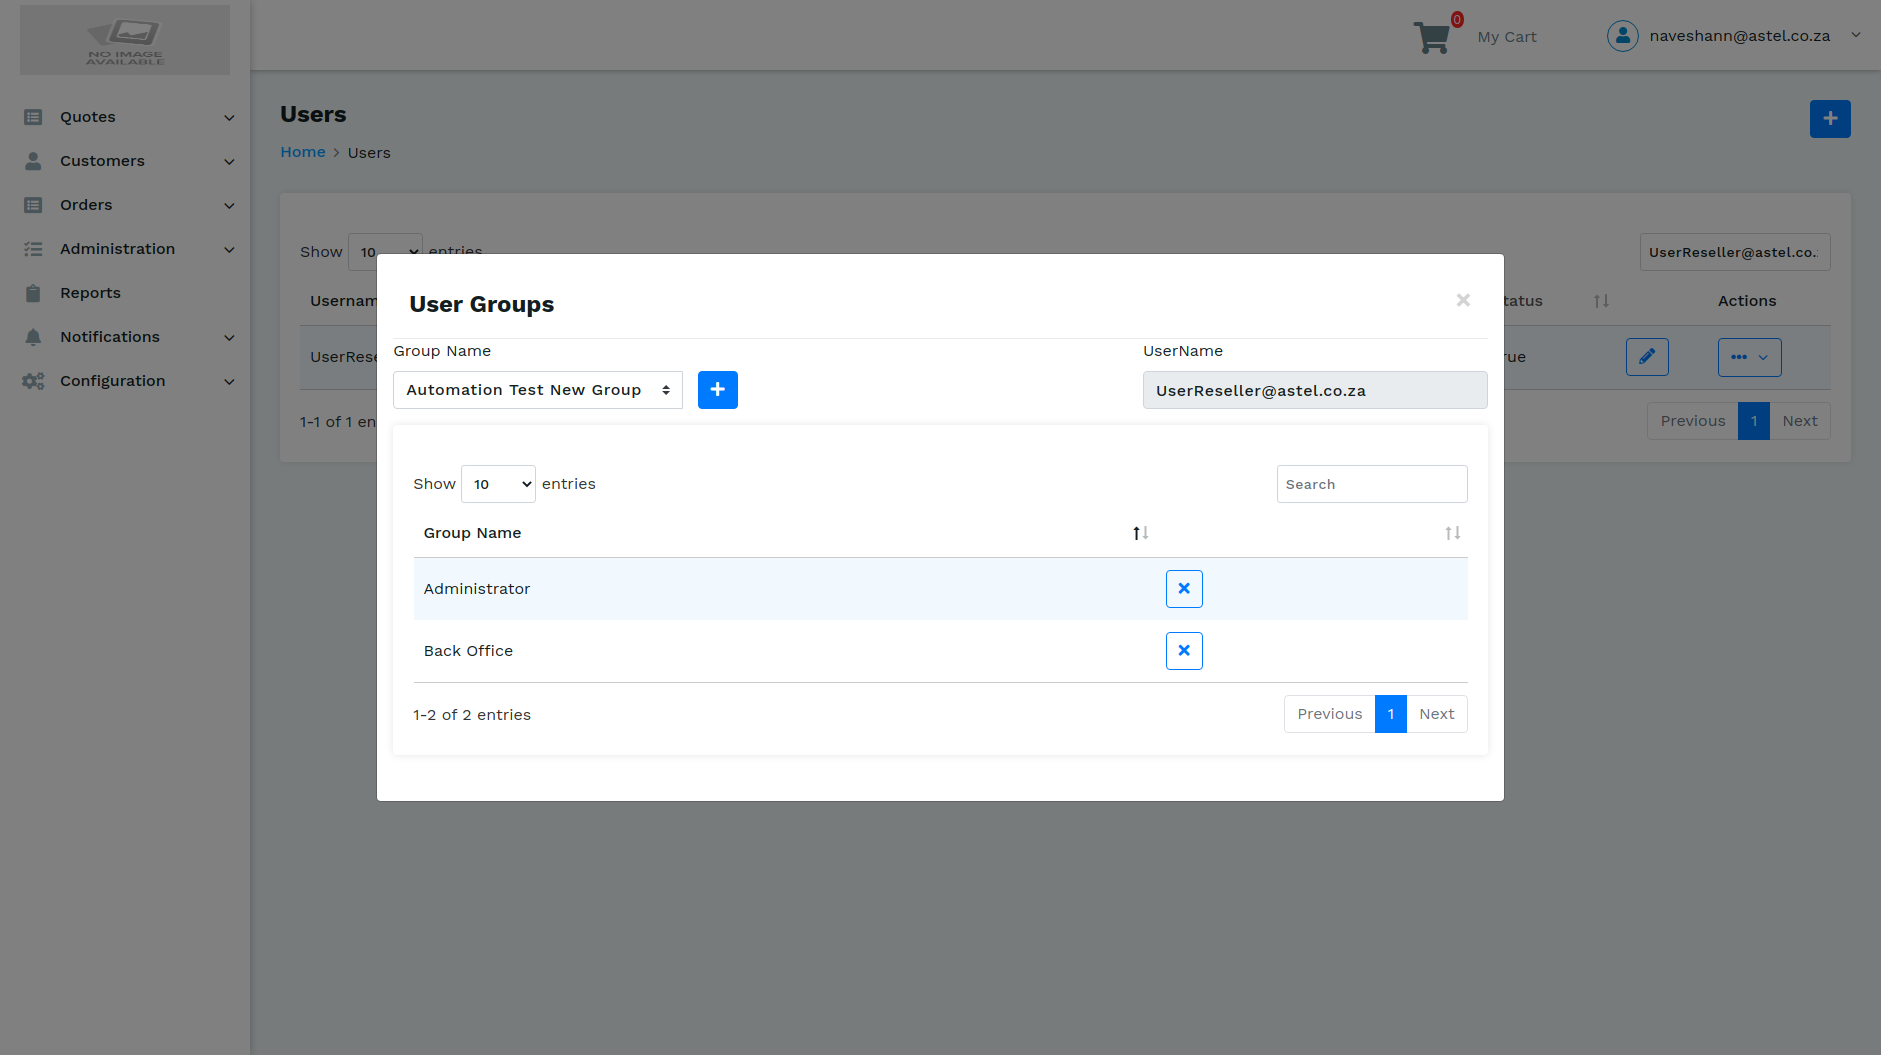 NO IMAGE
AVAILABLE
0
My Cart
naveshann@astel.co.za
Quotes
Customers
Orders
Administration
Reports
Notifications
Configuration
Users
Home > Users
Show 10 entries
UserReseller@astel.co.
Usernam
tatus
Actions
UserRese
rue
1-1 of 1 en
Previous 1 Next
User Groups
Group Name
UserName
Automation Test New Group
UserReseller@astel.co.za
Show 10 entries
Search
Group Name
Administrator
Back Office
1-2 of 2 entries
Previous 1 Next